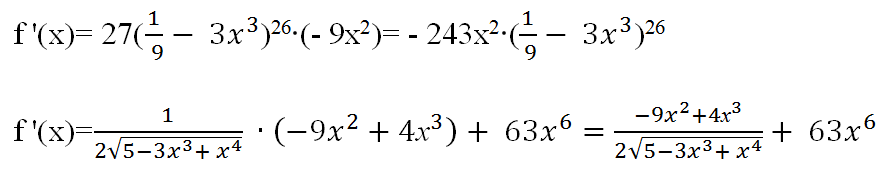 f '(x)= 27(1/9 − 3x³)²⁶·(- 9x²)= - 243x²·(1/9 − 3x³)²⁶
f '(x)= 1/(2√(5−3x³+ x⁴)) · (−9x² + 4x³) + 63x⁶ = (−9x²+4x³)/(2√(5−3x³+ x⁴)) + 63x⁶